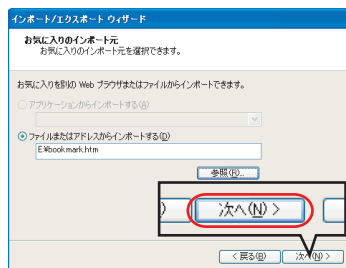 インポート/エクスポート ウィザード
お気に入りのインポート元
お気に入りのインポート元を選択できます。
お気に入りを別の Web ブラウザまたはファイルからインポートできます。
アプリケーションからインポートする(A)
ファイルまたはアドレスからインポートする(D)
E:¥bookmark.htm
参照(R)...
次へ(N) >
< 戻る(B)
次へ(N) >